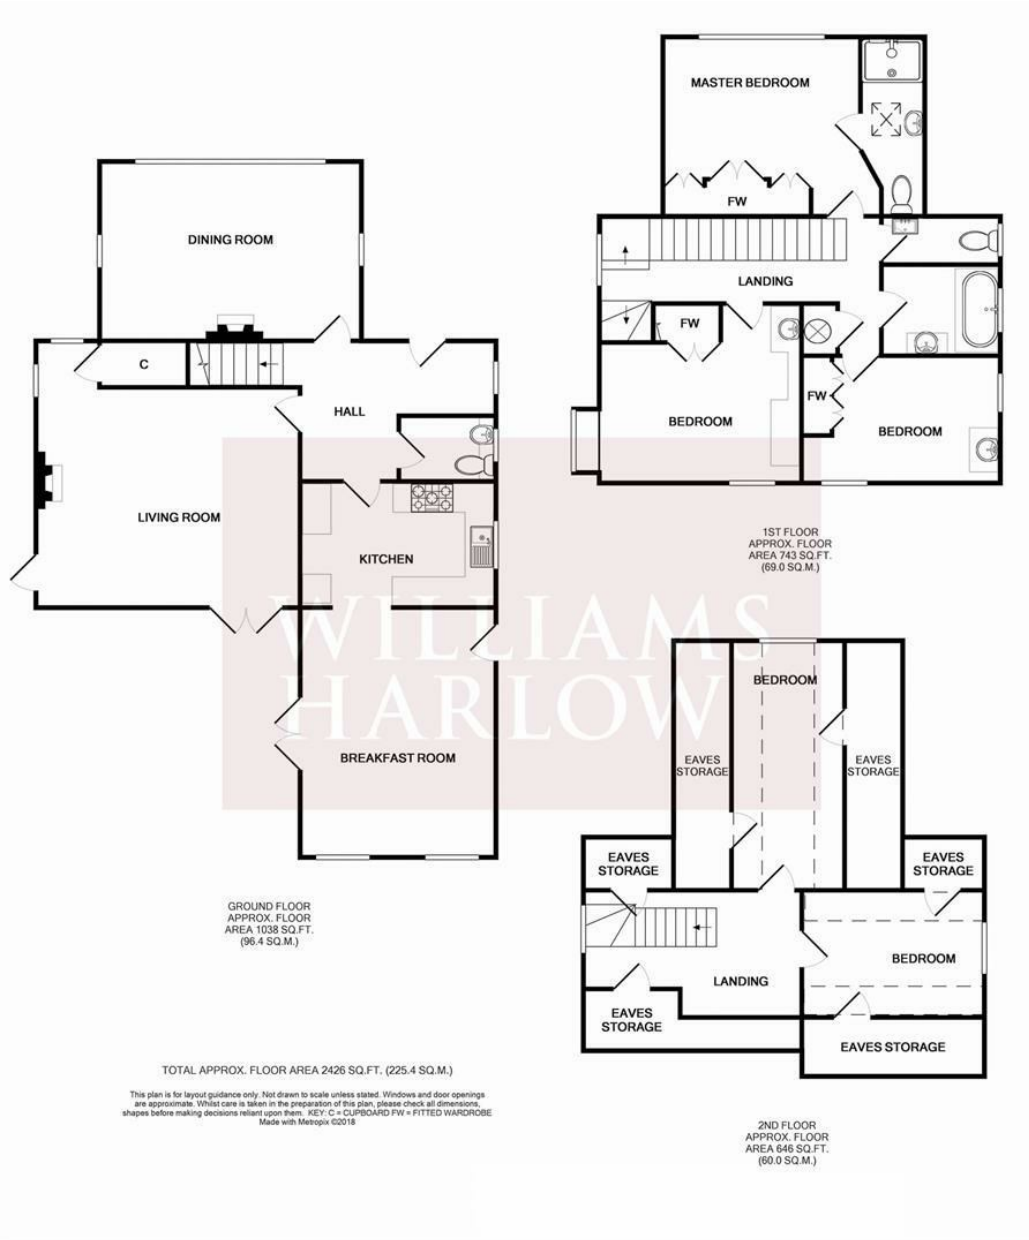 DINING ROOM
C
HALL
LIVING ROOM
KITCHEN
BREAKFAST ROOM
GROUND FLOOR
APPROX. FLOOR
AREA 1038 SQ.FT.
(96.4 SQ.M.)
MASTER BEDROOM
FW
LANDING
FW
BEDROOM
FW
BEDROOM
1ST FLOOR
APPROX. FLOOR
AREA 743 SQ.FT.
(69.0 SQ.M.)
WILLIAMS
HARLOW
BEDROOM
EAVES
STORAGE
EAVES
STORAGE
EAVES
STORAGE
EAVES
STORAGE
BEDROOM
LANDING
EAVES
STORAGE
EAVES STORAGE
2ND FLOOR
APPROX. FLOOR
AREA 646 SQ.FT.
(60.0 SQ.M.)
TOTAL APPROX. FLOOR AREA 2426 SQ.FT. (225.4 SQ.M.)
This plan is for layout guidance only. Not drawn to scale unless stated. Windows and door openings
are approximate. Whilst care is taken in the preparation of this plan, please check all dimensions,
shapes before making decisions reliant upon them. KEY: C = CUPBOARD FW = FITTED WARDROBE
Made with Metropix ©2018